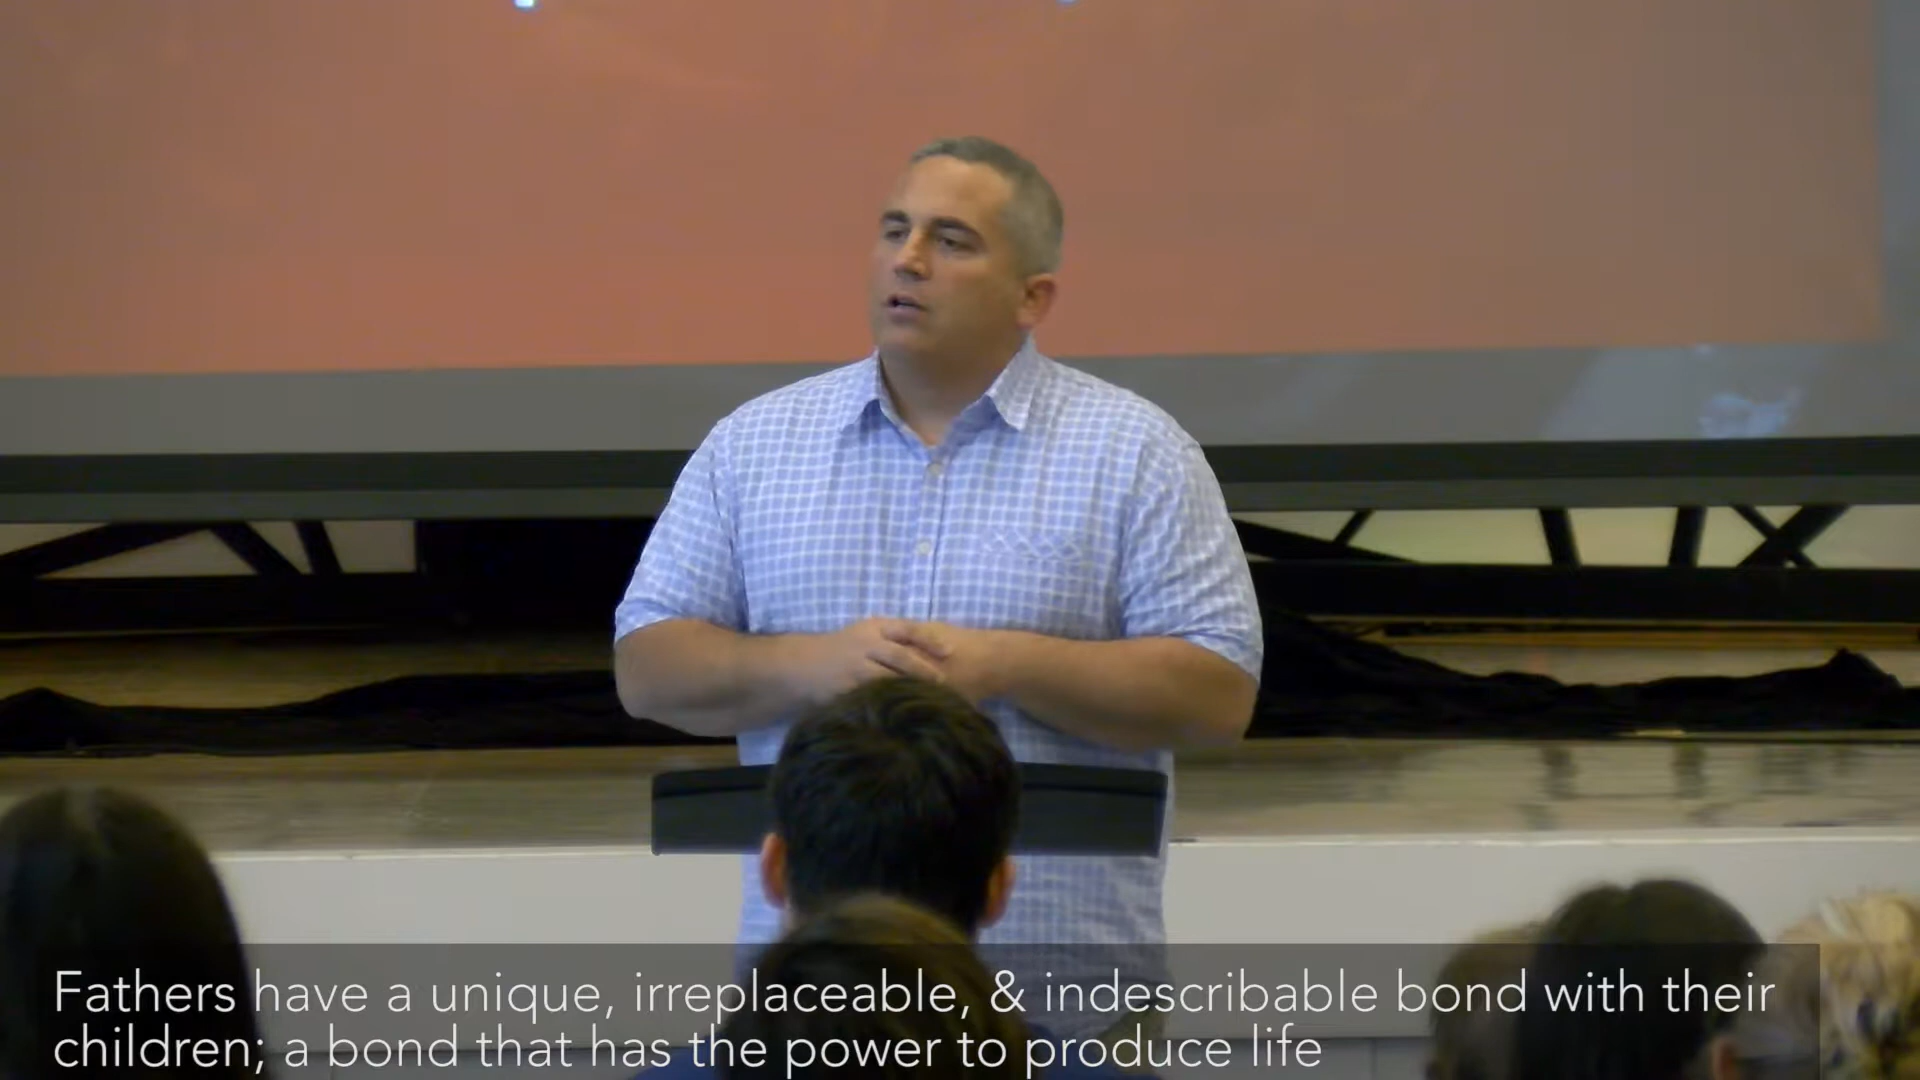 Fathers have a unique, irreplaceable, & indescribable bond with their
children; a bond that has the power to produce life